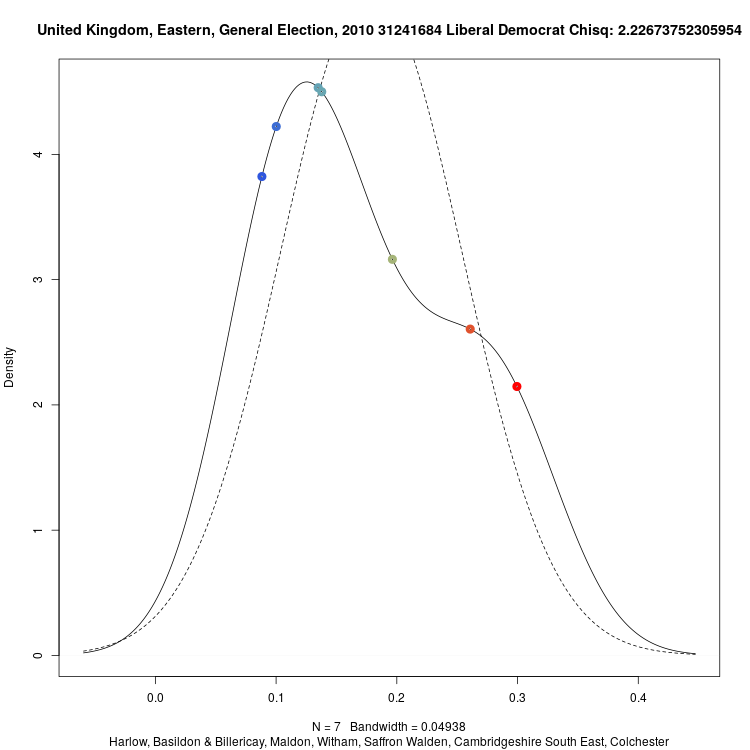 United Kingdom, Eastern, General Election, 2010 31241684 Liberal Democrat Chisq: 2.22673752305954
Density
4
3
2
1
0
0.0 0.1 0.2 0.3 0.4
N = 7 Bandwidth = 0.04938
Harlow, Basildon & Billericay, Maldon, Witham, Saffron Walden, Cambridgeshire South East, Colchester